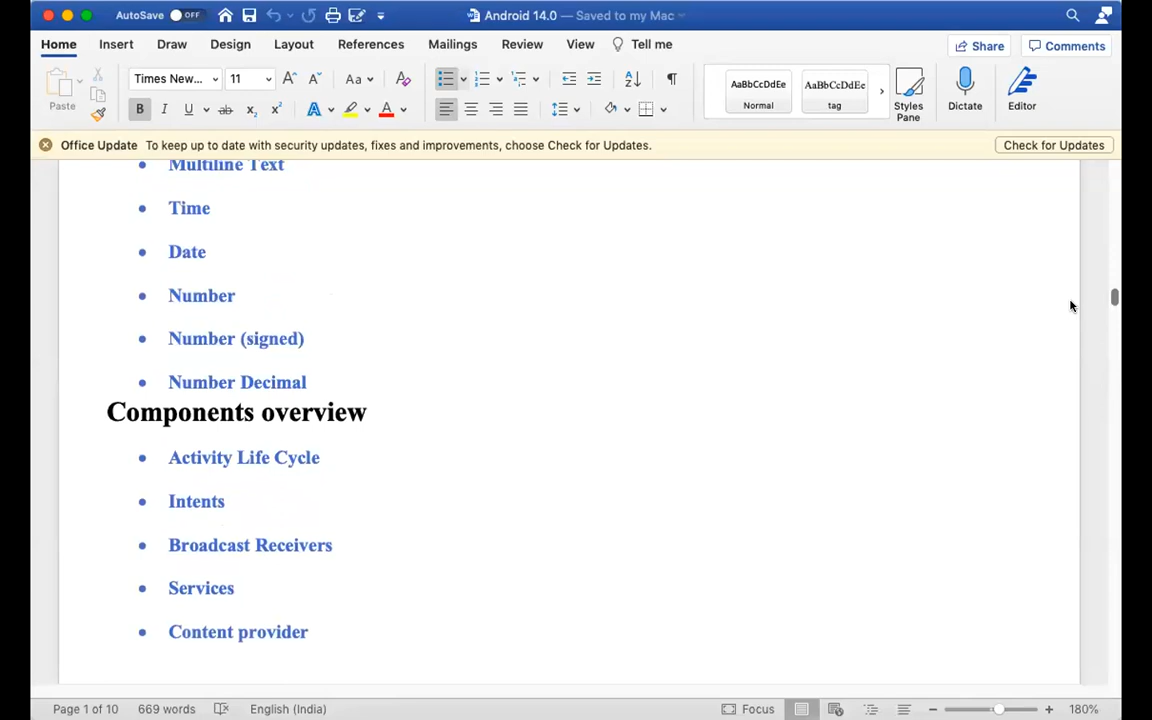 AutoSave OFF Android 14.0 — Saved to my Mac
Home Insert Draw Design Layout References Mailings Review View Tell me Share Comments
Paste Times New... 11 Aa AaBbCcDdEe Normal AaBbCcDdEe tag Styles Pane Dictate Editor
Office Update To keep up to date with security updates, fixes and improvements, choose Check for Updates. Check for Updates
Multiline Text
Time
Date
Number
Number (signed)
Number Decimal
Components overview
Activity Life Cycle
Intents
Broadcast Receivers
Services
Content provider
Page 1 of 10 669 words English (India) Focus 180%